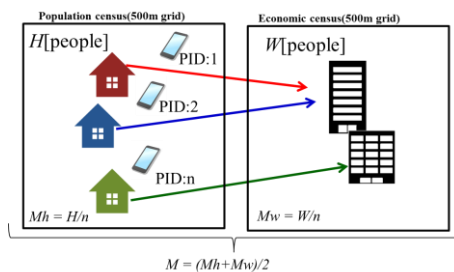 Population census(500m grid)
Economic census(500m grid)
H[people]
W[people]
PID:1
PID:2
PID:n
Mh = H/n
Mw = W/n
M = (Mh+Mw)/2